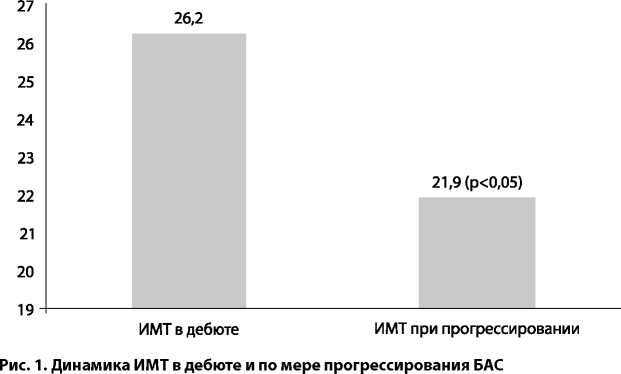 27
26,2
26
25
24
23
21,9 (p<0,05)
22
21
20
19
ИМТ в дебюте
ИМТ при прогрессировании
Рис. 1. Динамика ИМТ в дебюте и по мере прогрессирования БАС